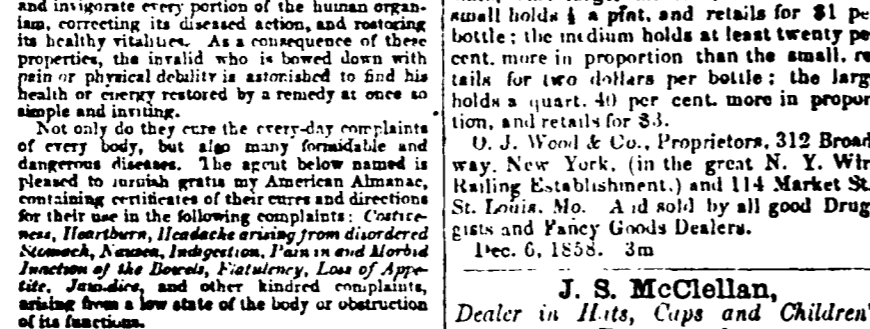 and invigorate every portion of the human organ-
ism, correcting its diseased action, and restoring
its healthy vitalities. As a consequence of these
properties, the invalid who is bowed down with
pain or physical debility is astonished to find his
health or energy restored by a remedy at once so
simple and inviting.
Not only do they cure the every-day complaints
of every body, but also many formidable and
dangerous diseases. The agent below named is
pleased to furnish gratis my American Almanac,
containing certificates of their cures and directions
for their use in the following complaints: Costive-
ness, Heartburn, Headache arising from disordered
Stomach, Nausea, Indigestion, Pain in and Morbid
Inaction of the Bowels, Flatulency, Loss of Appe-
tite, Jaundice, and other kindred complaints,
arising from a low state of the body or obstruction
of its functions.
small holds ½ a pint, and retails for $1 pe
bottle; the medium holds at least twenty pe
cent. more in proportion than the small, re
tails for two dollars per bottle; the larg
holds a quart, 40 per cent. more in propor
tion, and retails for $3.
O. J. Wood & Co., Proprietors, 312 Broad
way, New York, (in the great N. Y. Wir
Railing Establishment,) and 114 Market St.
St. Louis, Mo. And sold by all good Drug
gists and Fancy Goods Dealers.
Dec. 6, 1858. 3m
J. S. McClellan,
Dealer in Hats, Caps and Children'